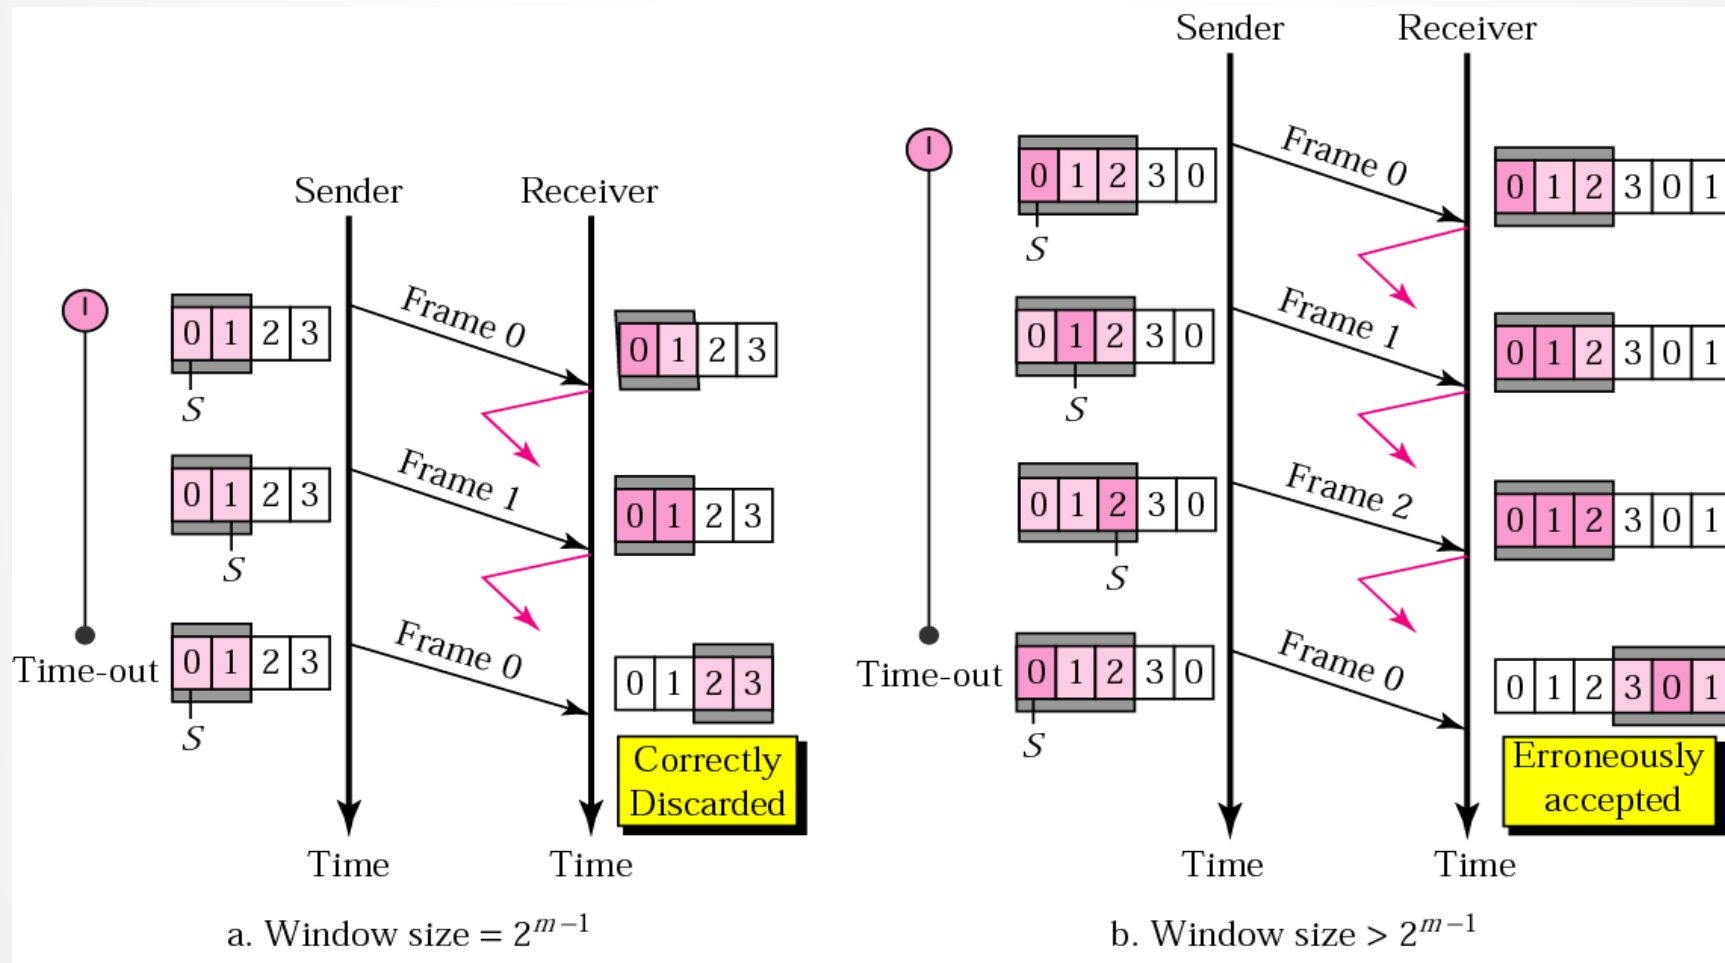 Sender Receiver
0 1 2 3
S
Frame 0
0 1 2 3
0 1 2 3
S
Frame 1
0 1 2 3
Time-out
0 1 2 3
S
Frame 0
0 1 2 3
Correctly
Discarded
Time Time
a. Window size = 2^{m−1}
Sender Receiver
0 1 2 3 0
S
Frame 0
0 1 2 3 0 1
0 1 2 3 0
S
Frame 1
0 1 2 3 0 1
0 1 2 3 0
S
Frame 2
0 1 2 3 0 1
Time-out
0 1 2 3 0
S
Frame 0
0 1 2 3 0 1
Erroneously
accepted
Time Time
b. Window size > 2^{m−1}